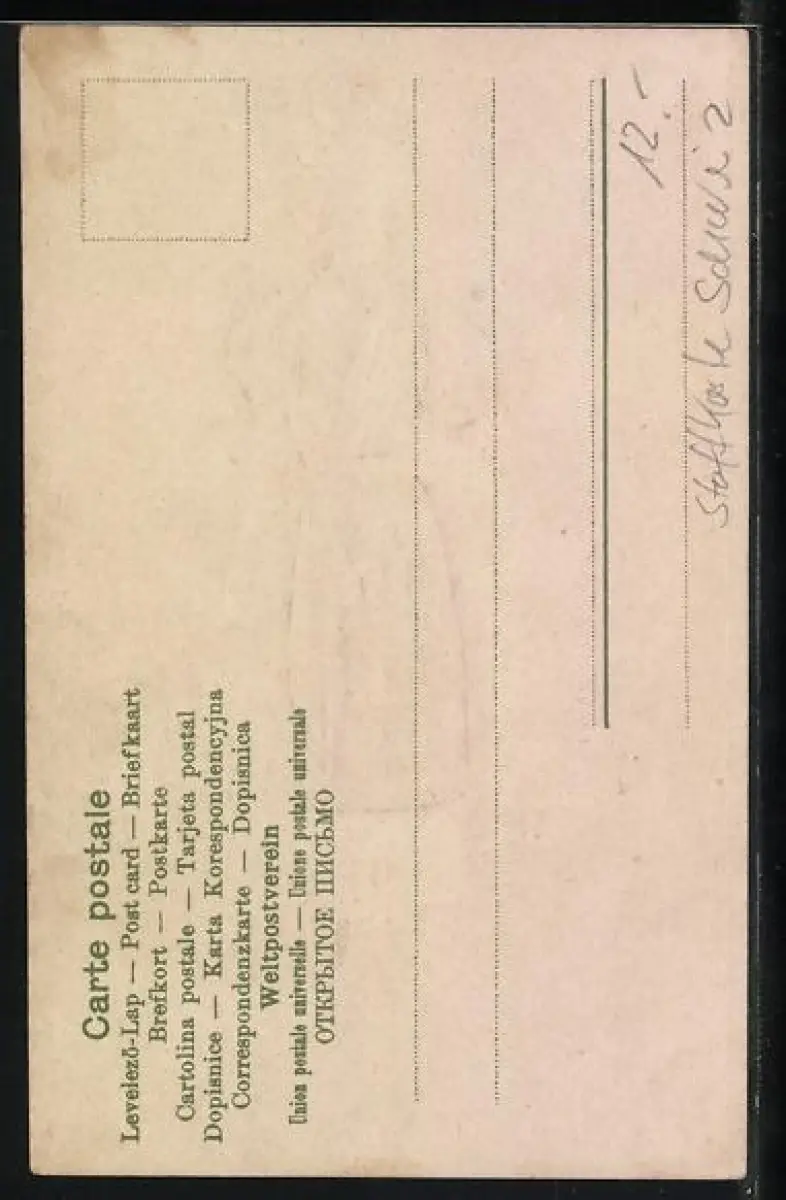 Carte postale
Levelező-Lap — Post card — Briefkaart
Brefkort — Postkarte
Cartolina postale — Tarjeta postal
Dopisnice — Karta Korespondencyjna
Correspondenzkarte — Dopisnica
Weltpostverein
Union postale universelle — Unione postale universale
ОТКРЫТОЕ ПИСЬМО
12.-
Stoffkarte